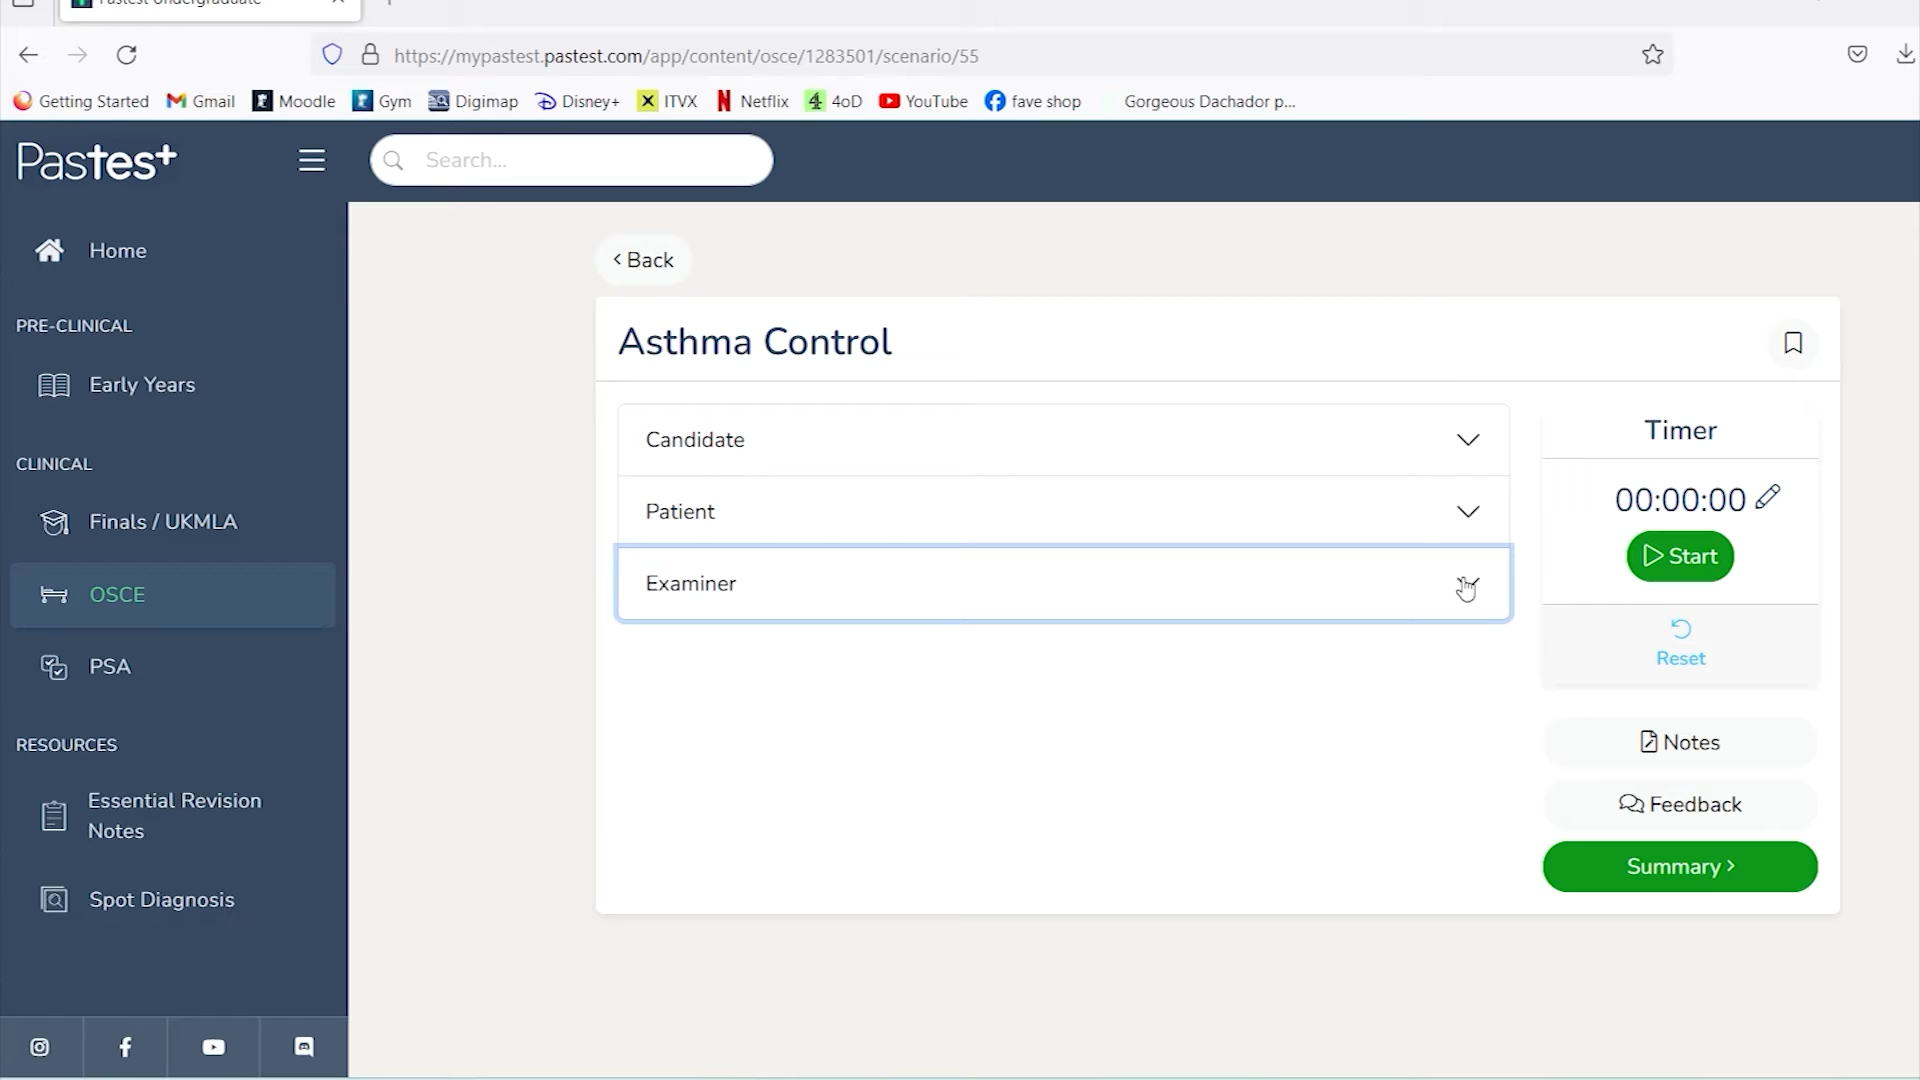 Pastest Undergraduate
https://mypastest.pastest.com/app/content/osce/1283501/scenario/55
Getting Started Gmail Moodle Gym Digimap Disney+ ITVX Netflix 4oD YouTube fave shop Gorgeous Dachador p...
Pastest
Search...
Home
PRE-CLINICAL
Early Years
CLINICAL
Finals / UKMLA
OSCE
PSA
RESOURCES
Essential Revision
Notes
Spot Diagnosis
Back
Asthma Control
Candidate
Patient
Examiner
Timer
00:00:00
Start
Reset
Notes
Feedback
Summary